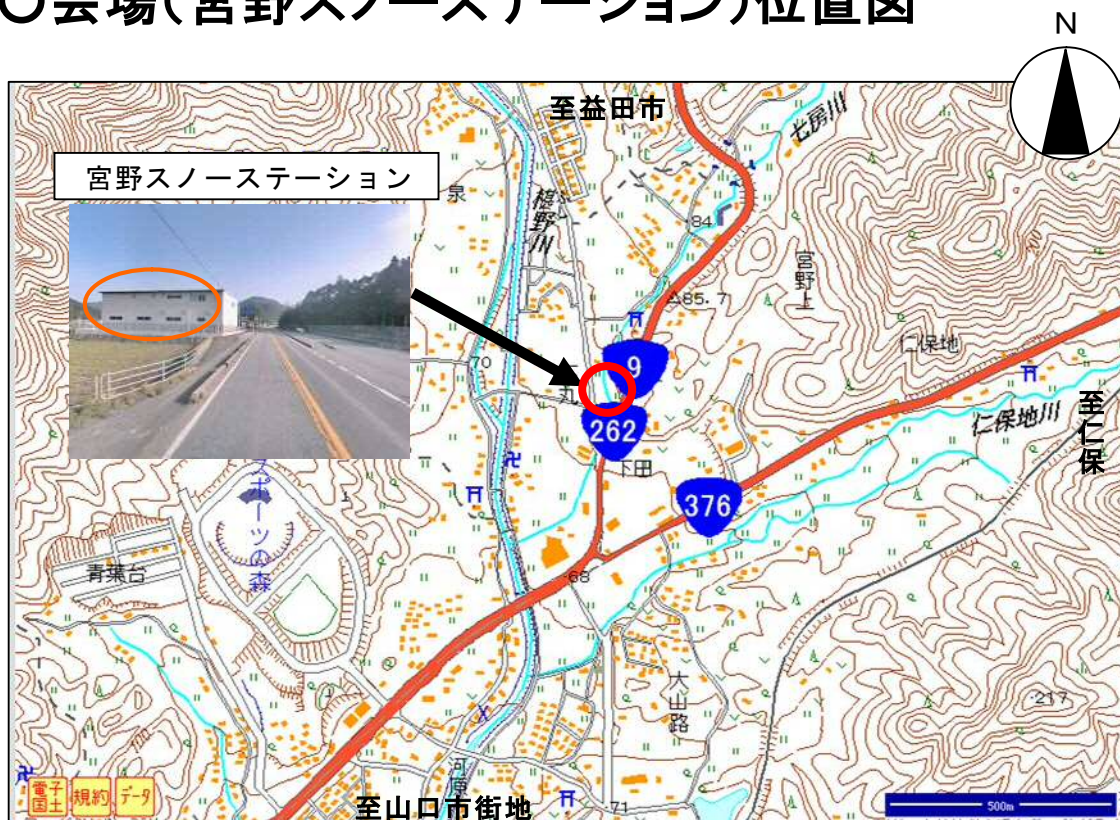 〇会場(宮野スノーステーション)位置図
N
至益田市
七房川
宮野スノーステーション
泉
椹野川
84
宮野上
85.7
9
仁保地
70
丸
262
下田
仁保地川
至仁保
376
スポーツの森
青葉台
68
大山路
217
河原
電子国土
規約
データ
至山口市街地
71
500m